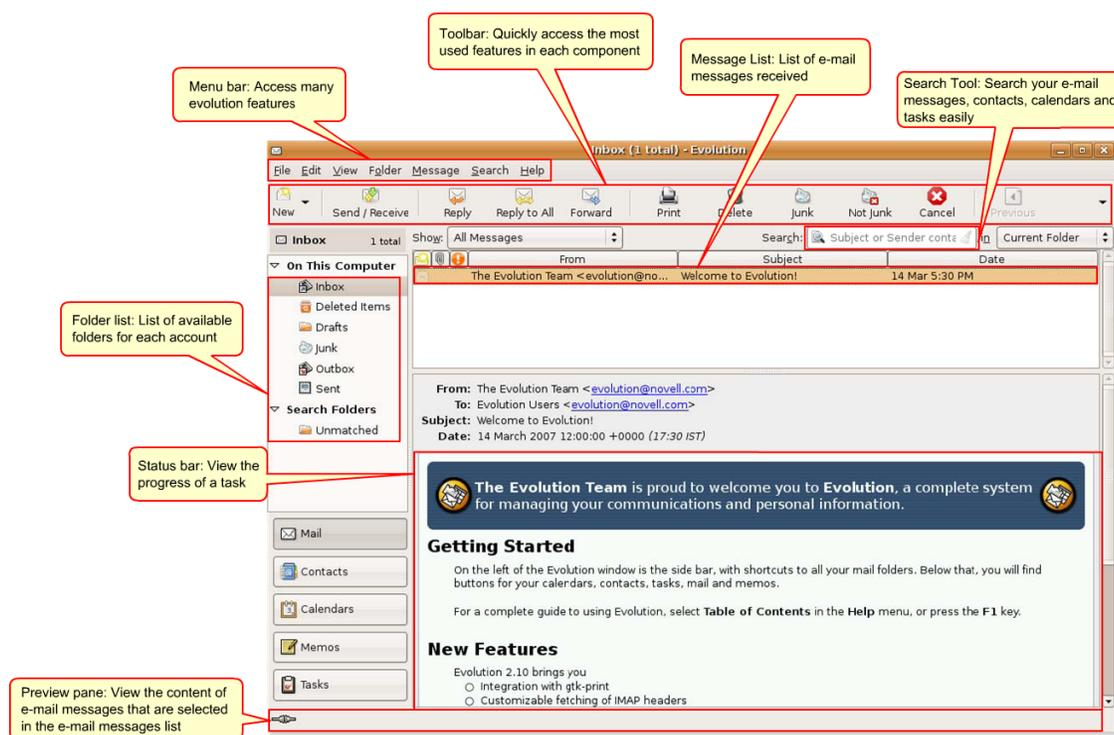 Toolbar: Quickly access the most
used features in each component
Message List: List of e-mail
messages received
Menu bar: Access many
evolution features
Search Tool: Search your e-mail
messages, contacts, calendars and
tasks easily
Inbox (1 total) - Evolution
File Edit View Folder Message Search Help
New Send / Receive Reply Reply to All Forward Print Delete Junk Not Junk Cancel Previous
Inbox 1 total Show: All Messages Search: Subject or Sender conta in Current Folder
From Subject Date
The Evolution Team <evolution@no... Welcome to Evolution! 14 Mar 5:30 PM
On This Computer
Inbox
Deleted Items
Drafts
Junk
Outbox
Sent
Search Folders
Unmatched
Folder list: List of available
folders for each account
From: The Evolution Team <evolution@novell.com>
To: Evolution Users <evolution@novell.com>
Subject: Welcome to Evolution!
Date: 14 March 2007 12:00:00 +0000 (17:30 IST)
Status bar: View the
progress of a task
The Evolution Team is proud to welcome you to Evolution, a complete system
for managing your communications and personal information.
Getting Started
On the left of the Evolution window is the side bar, with shortcuts to all your mail folders. Below that, you will find
buttons for your calendars, contacts, tasks, mail and memos.
For a complete guide to using Evolution, select Table of Contents in the Help menu, or press the F1 key.
New Features
Evolution 2.10 brings you
Integration with gtk-print
Customizable fetching of IMAP headers
Mail
Contacts
Calendars
Memos
Tasks
Preview pane: View the content of
e-mail messages that are selected
in the e-mail messages list